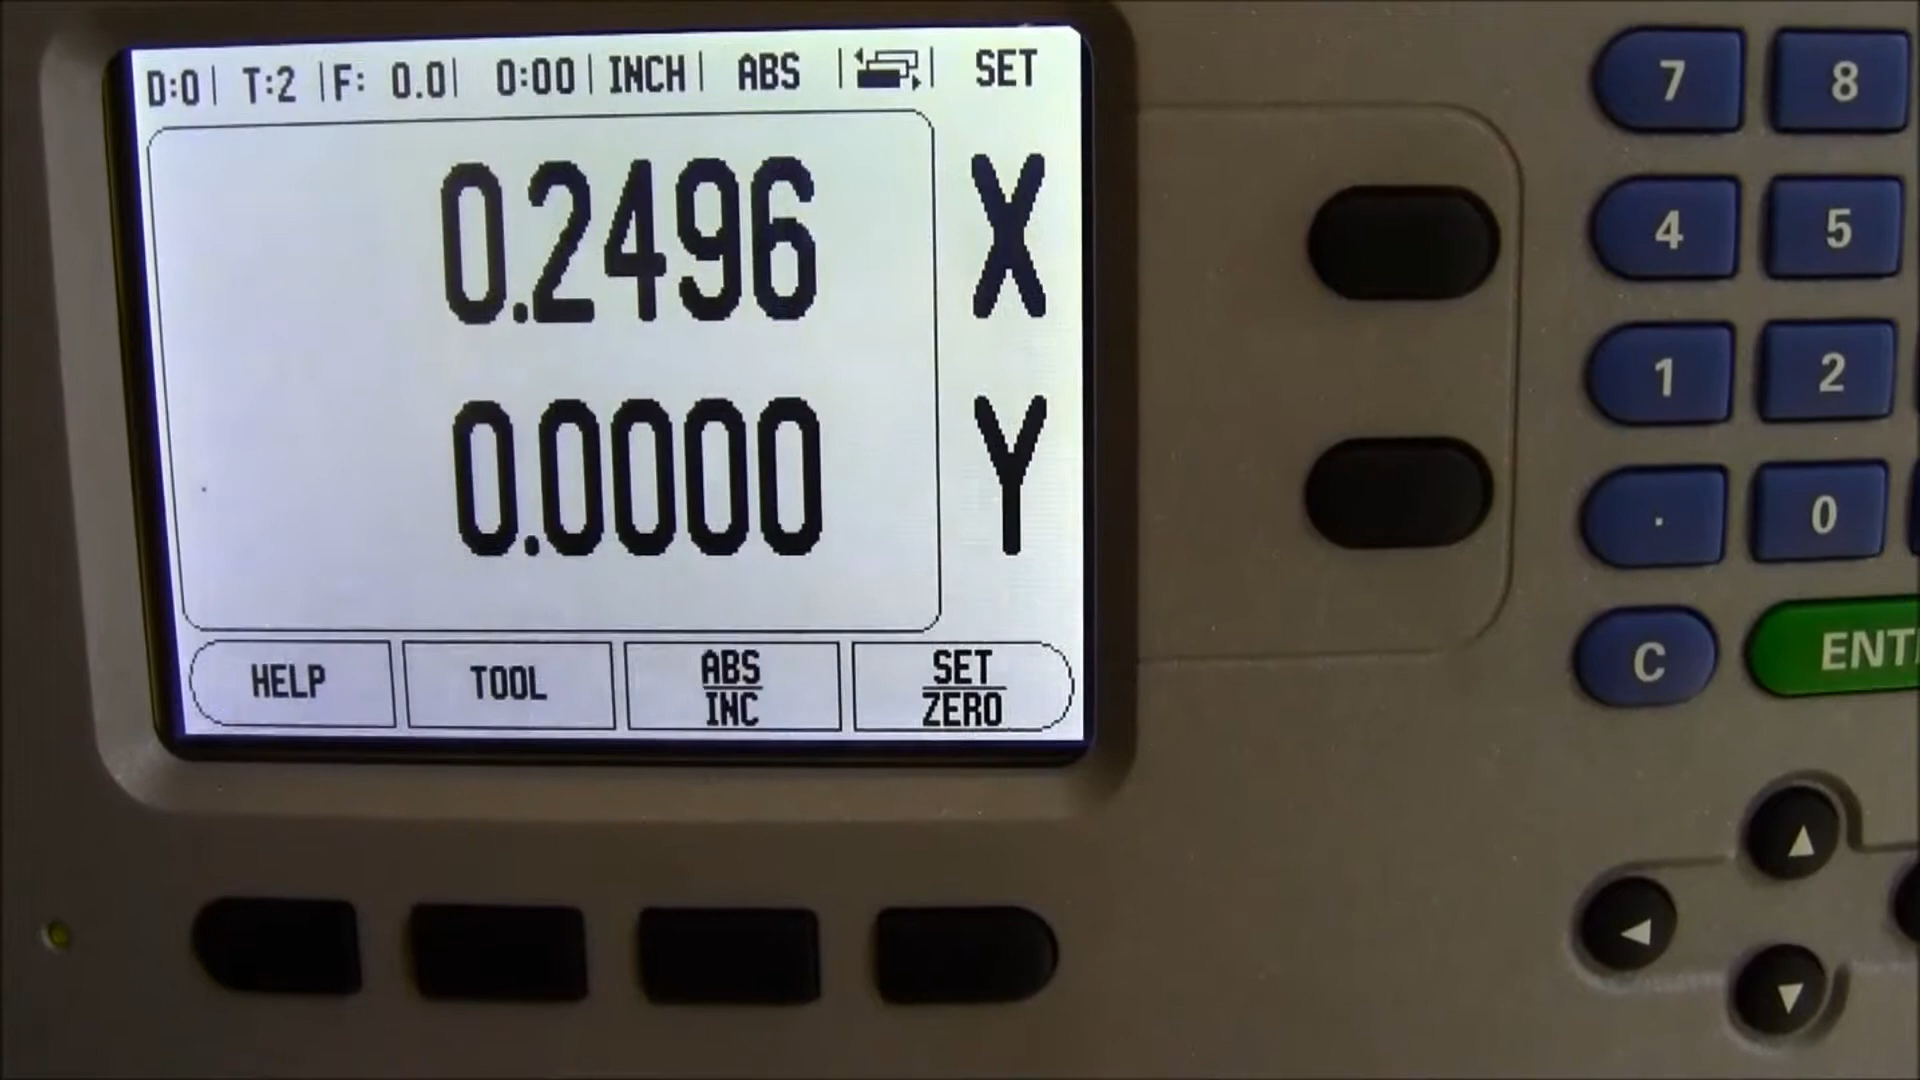 D:0 T:2 F: 0.0 0:00 INCH ABS SET
0.2496 X
0.0000 Y
HELP TOOL ABS INC SET ZERO
7 8
4 5
1 2
. 0
C ENT